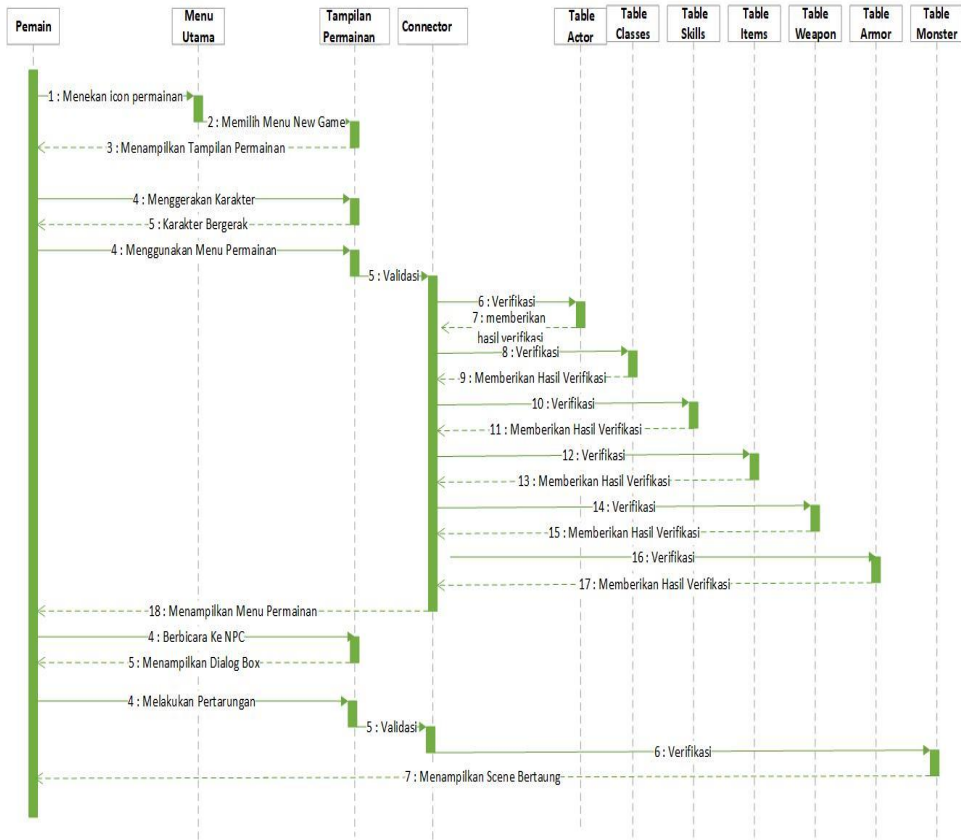 Pemain
Menu
Utama
Tampilan
Permainan
Connector
Table
Actor
Table
Classes
Table
Skills
Table
Items
Table
Weapon
Table
Armor
Table
Monster
1 : Menekan icon permainan
2 : Memilih Menu New Game
3 : Menampilkan Tampilan Permainan
4 : Menggerakan Karakter
5 : Karakter Bergerak
4 : Menggunakan Menu Permainan
5 : Validasi
6 : Verifikasi
7 : memberikan
hasil verifikasi
8 : Verifikasi
9 : Memberikan Hasil Verifikasi
10 : Verifikasi
11 : Memberikan Hasil Verifikasi
12 : Verifikasi
13 : Memberikan Hasil Verifikasi
14 : Verifikasi
15 : Memberikan Hasil Verifikasi
16 : Verifikasi
17 : Memberikan Hasil Verifikasi
18 : Menampilkan Menu Permainan
4 : Berbicara Ke NPC
5 : Menampilkan Dialog Box
4 : Melakukan Pertarungan
5 : Validasi
6 : Verifikasi
7 : Menampilkan Scene Bertaung